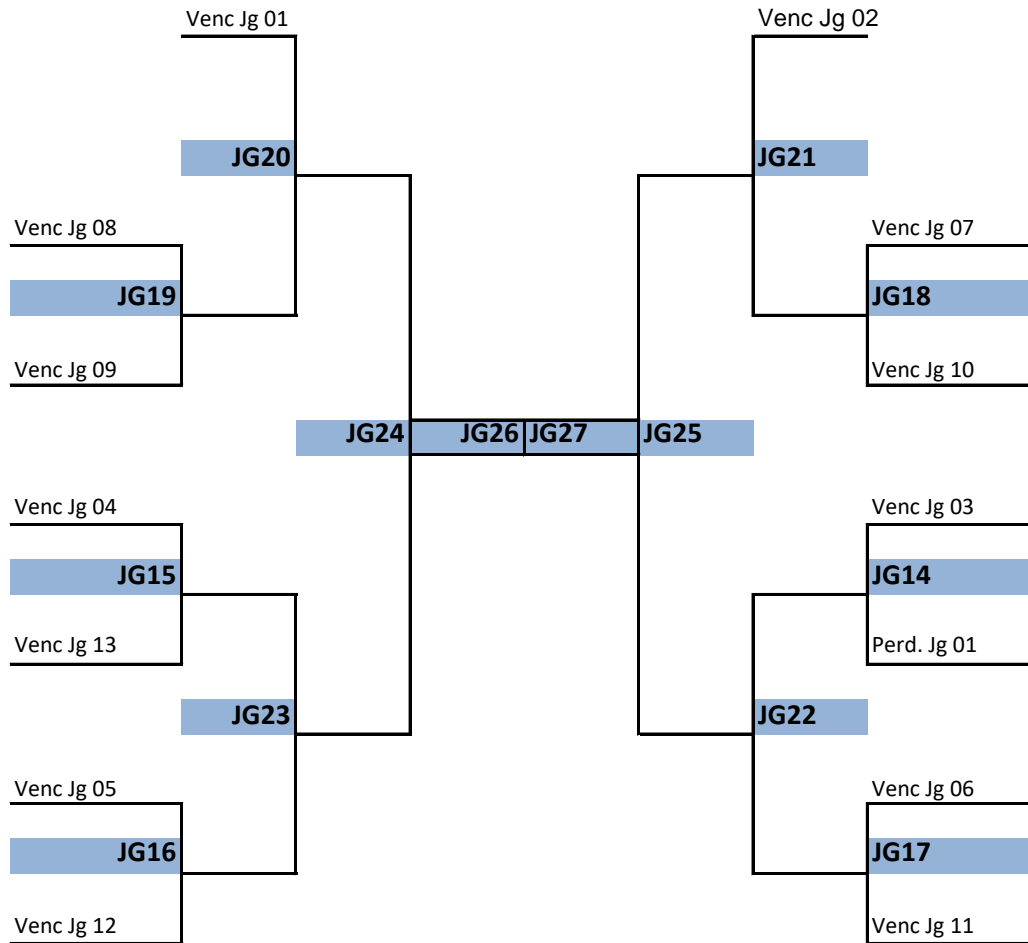 Venc Jg 01
Venc Jg 02
JG20
JG21
Venc Jg 08
Venc Jg 07
JG19
JG18
Venc Jg 09
Venc Jg 10
JG24
JG26
JG27
JG25
Venc Jg 04
Venc Jg 03
JG15
JG14
Venc Jg 13
Perd. Jg 01
JG23
JG22
Venc Jg 05
Venc Jg 06
JG16
JG17
Venc Jg 12
Venc Jg 11